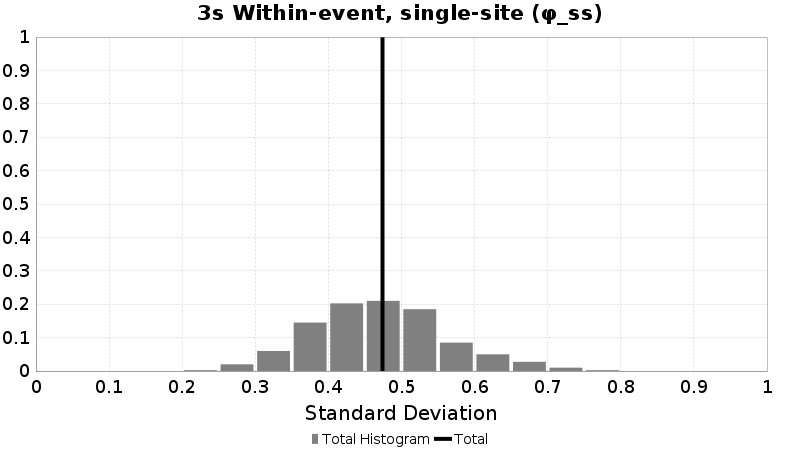 3s Within-event, single-site (φ_ss)
1
0.9
0.8
0.7
0.6
0.5
0.4
0.3
0.2
0.1
0
0 0.1 0.2 0.3 0.4 0.5 0.6 0.7 0.8 0.9 1
Standard Deviation
Total Histogram Total